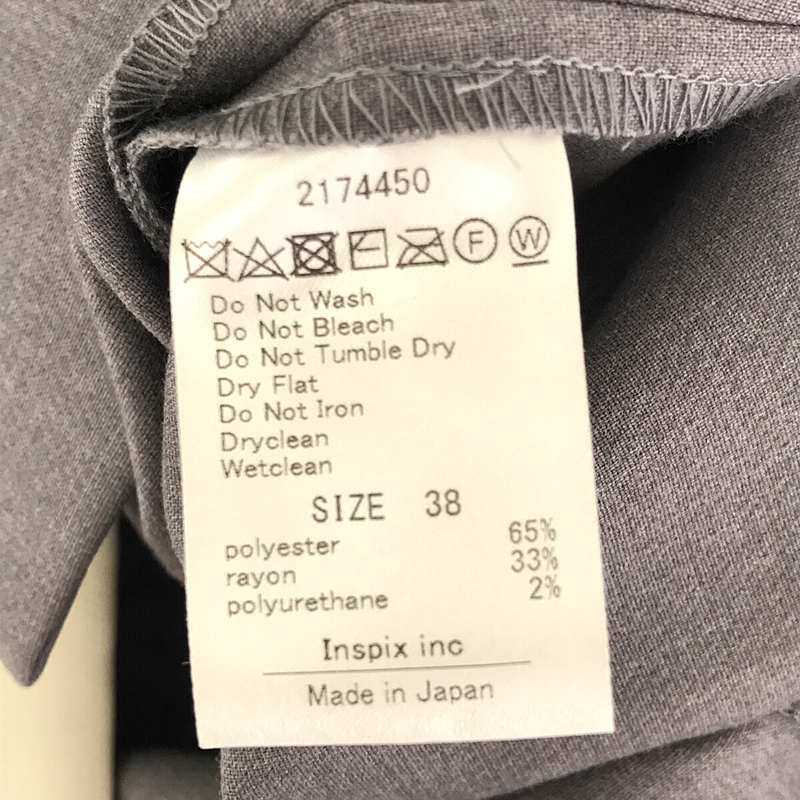 2174450
F W
Do Not Wash
Do Not Bleach
Do Not Tumble Dry
Dry Flat
Do Not Iron
Dryclean
Wetclean
SIZE 38
polyester 65%
rayon 33%
polyurethane 2%
Inspix inc
Made in Japan